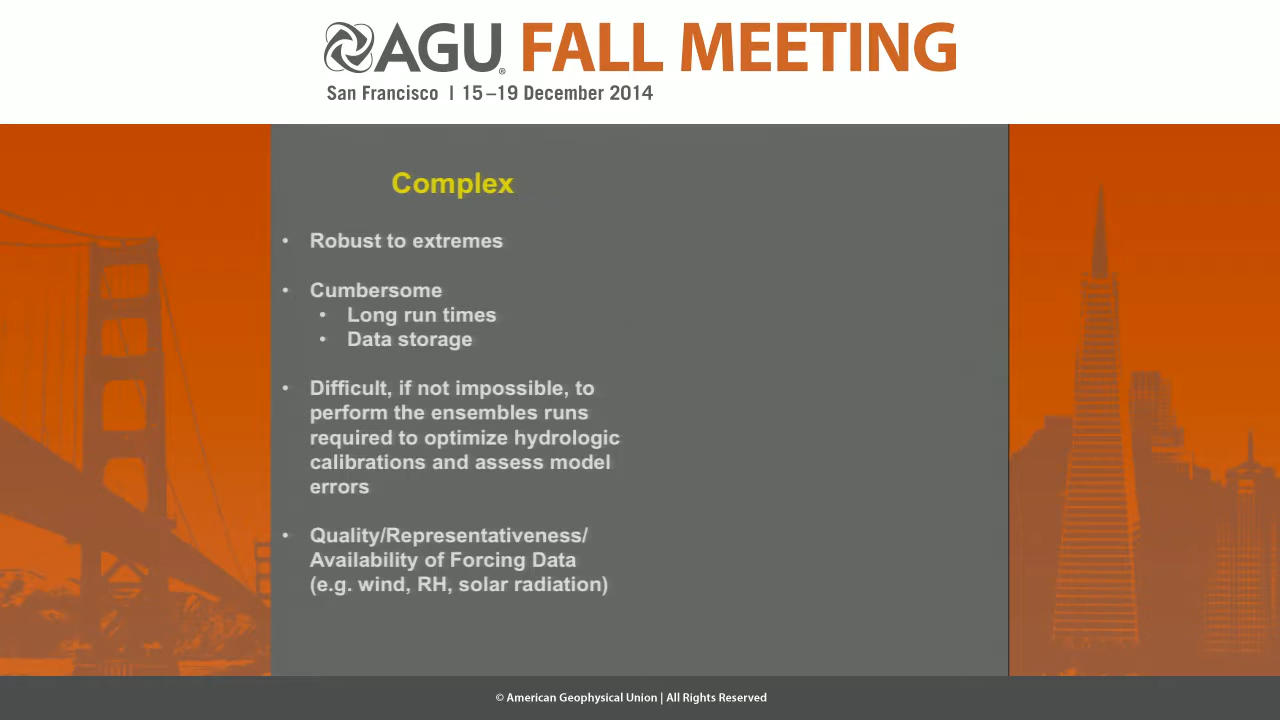 AGU® FALL MEETING
San Francisco | 15–19 December 2014
Complex
• Robust to extremes
• Cumbersome
• Long run times
• Data storage
• Difficult, if not impossible, to
perform the ensembles runs
required to optimize hydrologic
calibrations and assess model
errors
• Quality/Representativeness/
Availability of Forcing Data
(e.g. wind, RH, solar radiation)
© American Geophysical Union | All Rights Reserved